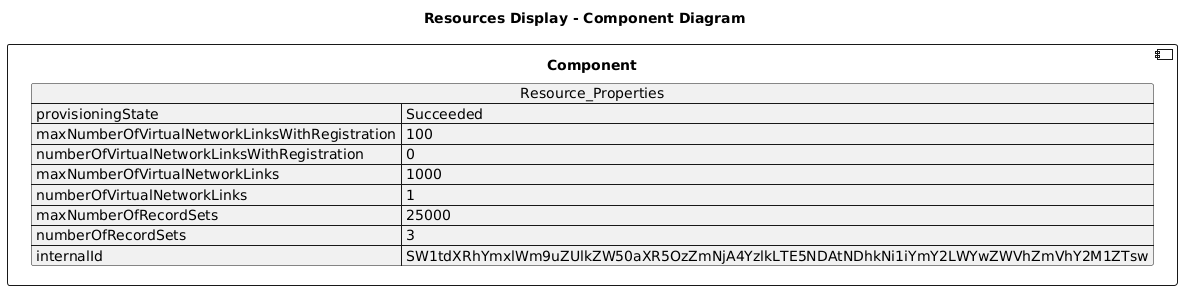 Resources Display - Component Diagram
Component
Resource_Properties
provisioningState Succeeded
maxNumberOfVirtualNetworkLinksWithRegistration 100
numberOfVirtualNetworkLinksWithRegistration 0
maxNumberOfVirtualNetworkLinks 1000
numberOfVirtualNetworkLinks 1
maxNumberOfRecordSets 25000
numberOfRecordSets 3
internalId SW1tdXRhYmxlWm9uZUlkZW50aXR5OzZmNjA4YzlkLTE5NDAtNDhkNi1iYmY2LWYwZWVhZmVhY2M1ZTsw